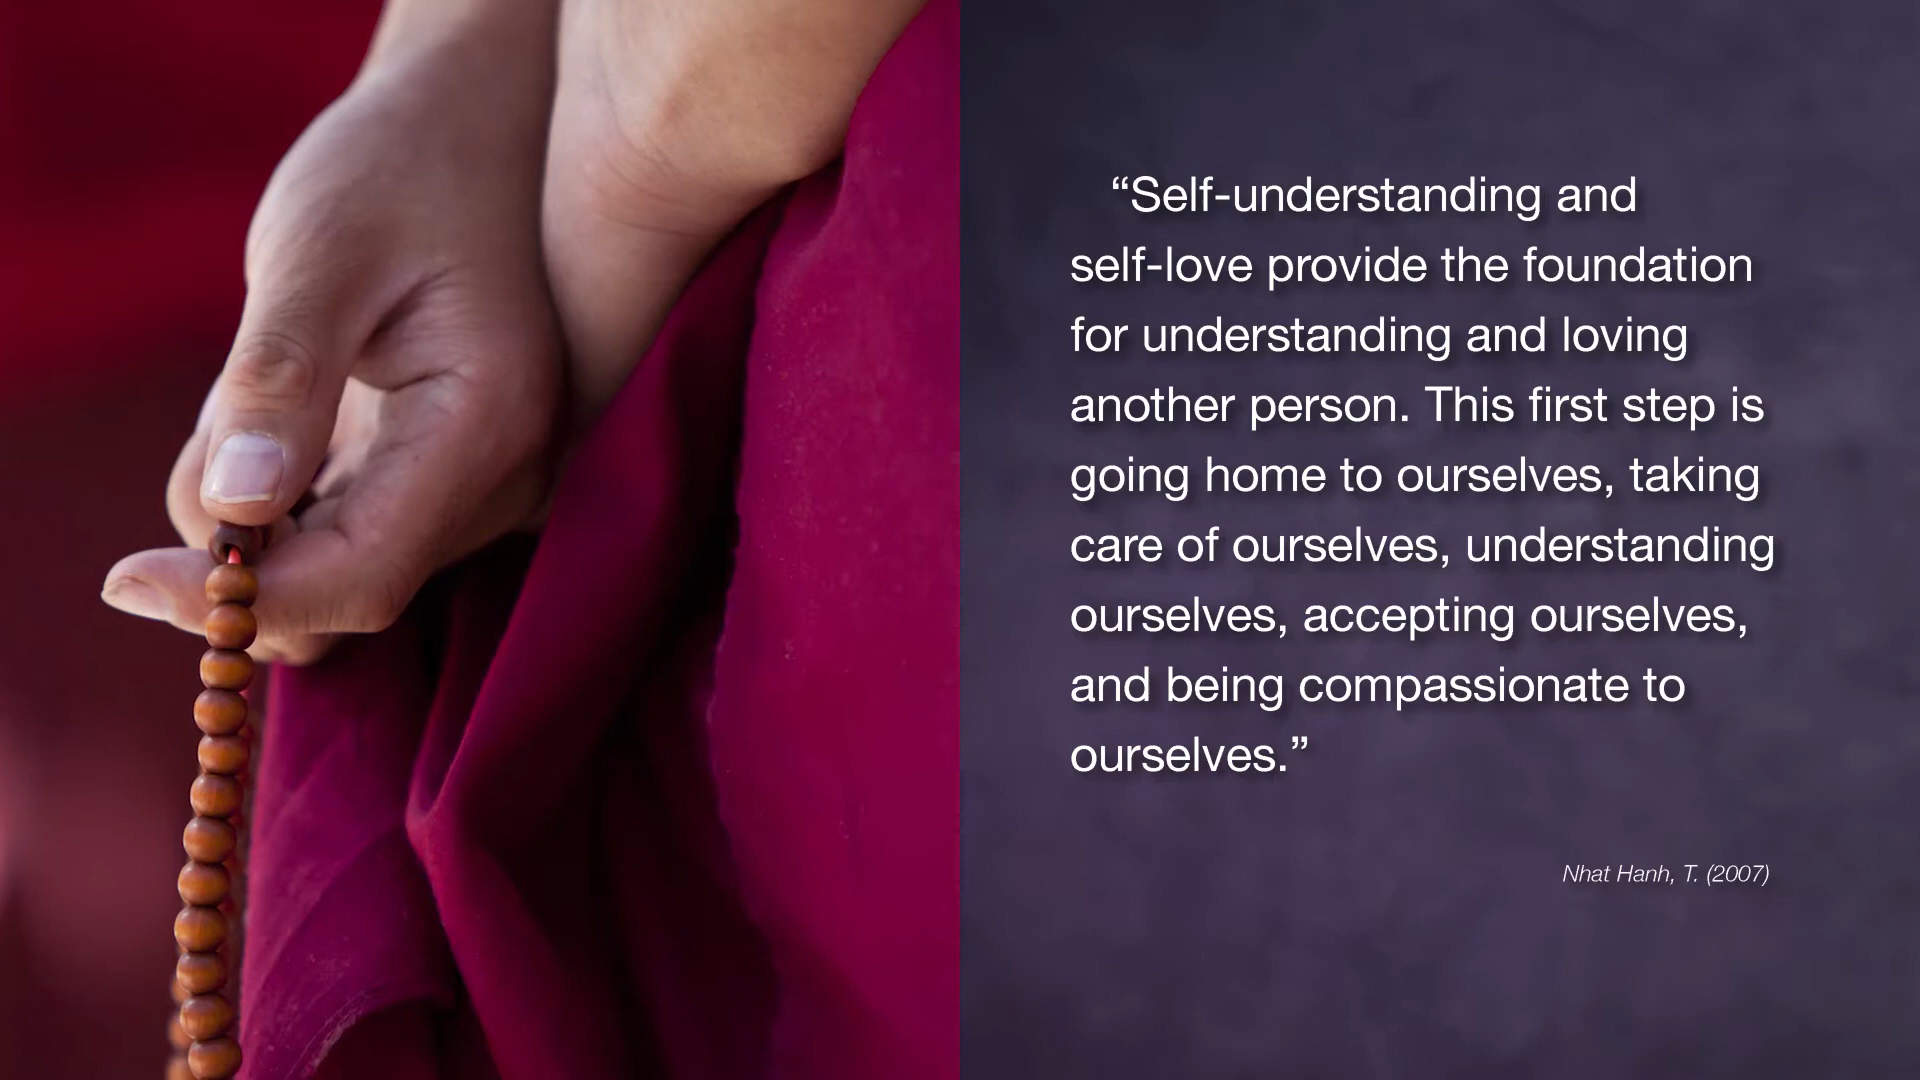 “Self-understanding and
self-love provide the foundation
for understanding and loving
another person. This first step is
going home to ourselves, taking
care of ourselves, understanding
ourselves, accepting ourselves,
and being compassionate to
ourselves.”
Nhat Hanh, T. (2007)